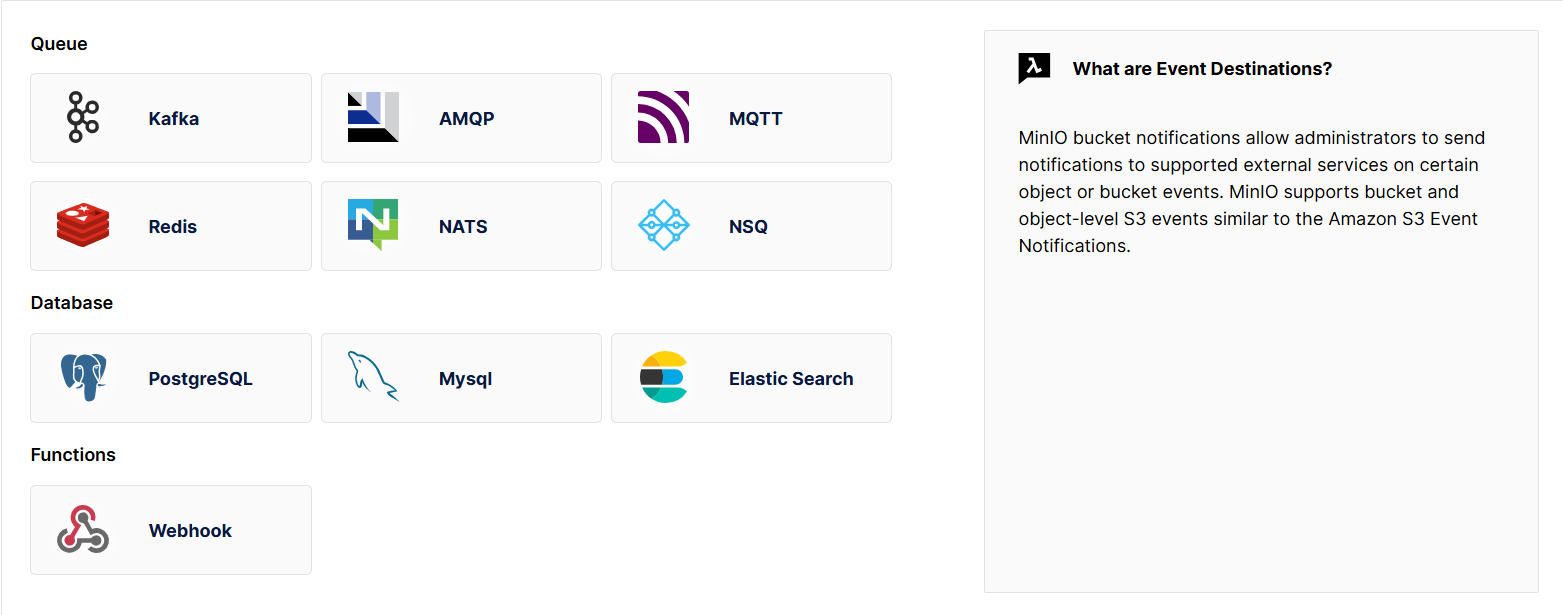 Queue
Kafka
AMQP
MQTT
Redis
NATS
NSQ
Database
PostgreSQL
Mysql
Elastic Search
Functions
Webhook
What are Event Destinations?
MinIO bucket notifications allow administrators to send
notifications to supported external services on certain
object or bucket events. MinIO supports bucket and
object-level S3 events similar to the Amazon S3 Event
Notifications.